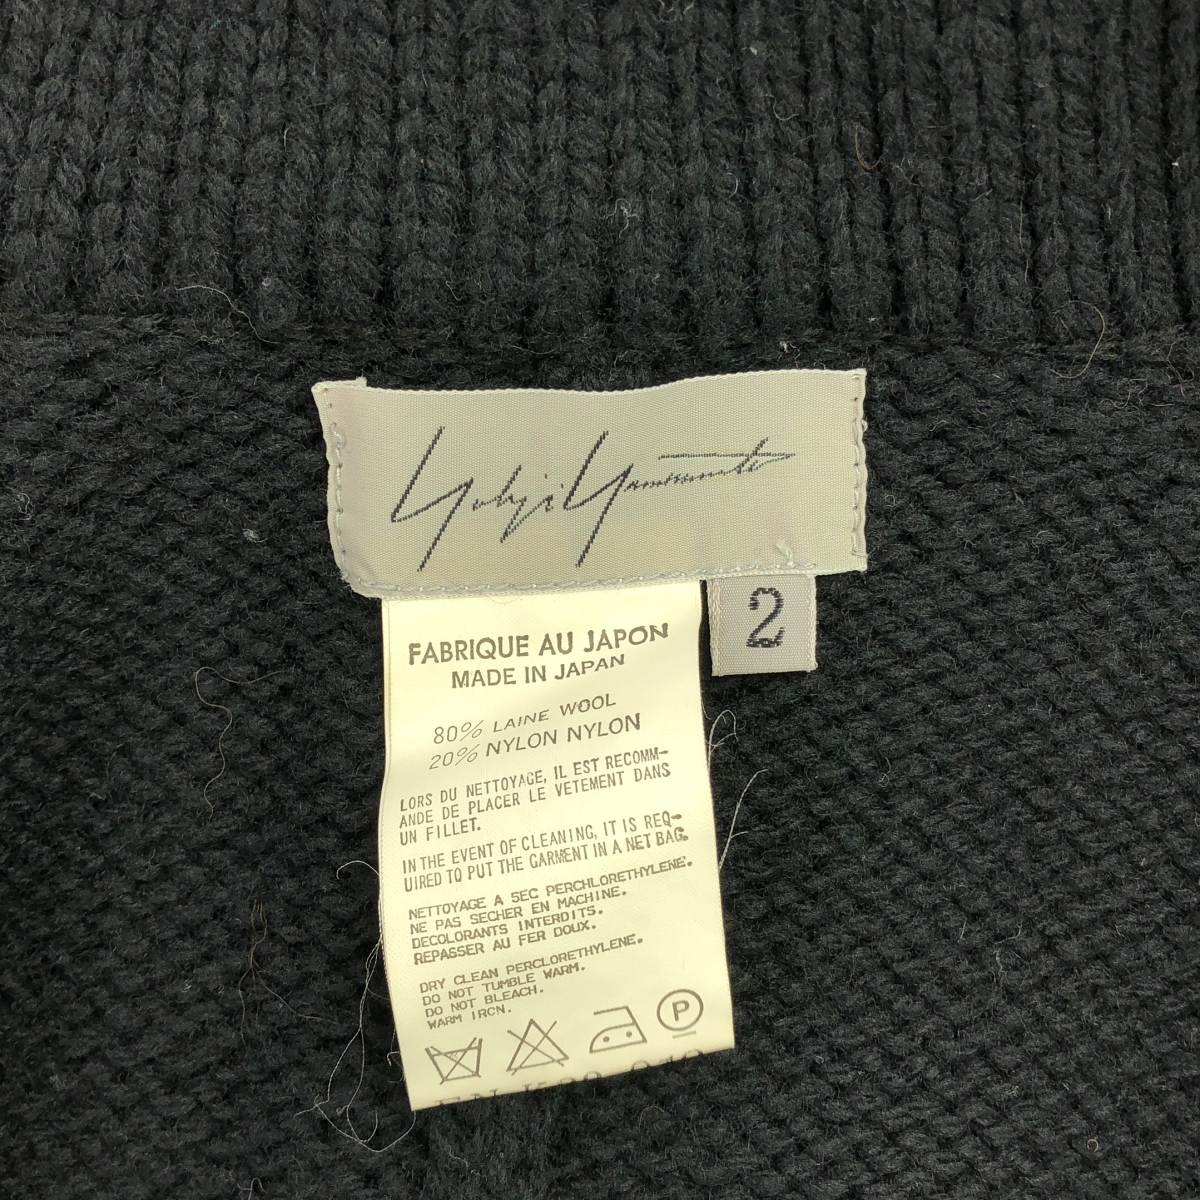 Yohji Yamamoto
2
FABRIQUE AU JAPON
MADE IN JAPAN
80% LAINE WOOL
20% NYLON NYLON
LORS DU NETTOYAGE, IL EST RECOMM-
ANDE DE PLACER LE VETEMENT DANS
UN FILLET.
IN THE EVENT OF CLEANING, IT IS REQ-
UIRED TO PUT THE GARMENT IN A NET BAG.
NETTOYAGE A SEC PERCHLORETHYLENE.
NE PAS SECHER EN MACHINE.
DECOLORANTS INTERDITS.
REPASSER AU FER DOUX.
DRY CLEAN PERCLORETHYLENE.
DO NOT TUMBLE WARM.
DO NOT BLEACH.
WARM IRCN.
P